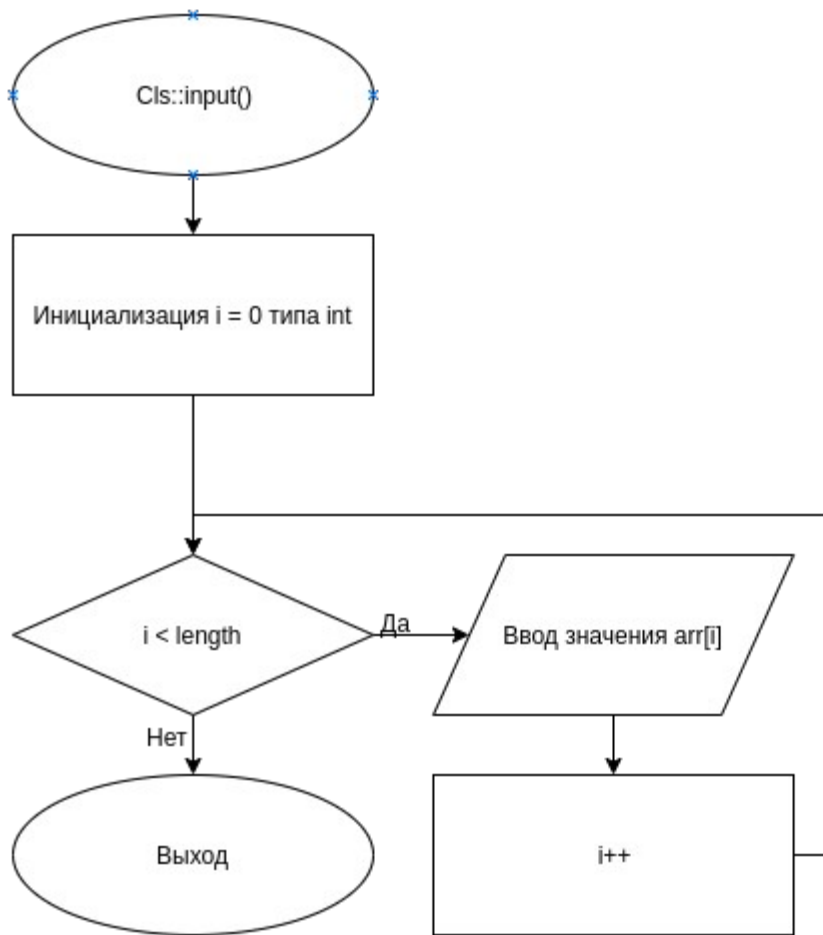 Cls::input()
Инициализация i = 0 типа int
i < length
Да
Ввод значения arr[i]
Нет
Выход
i++